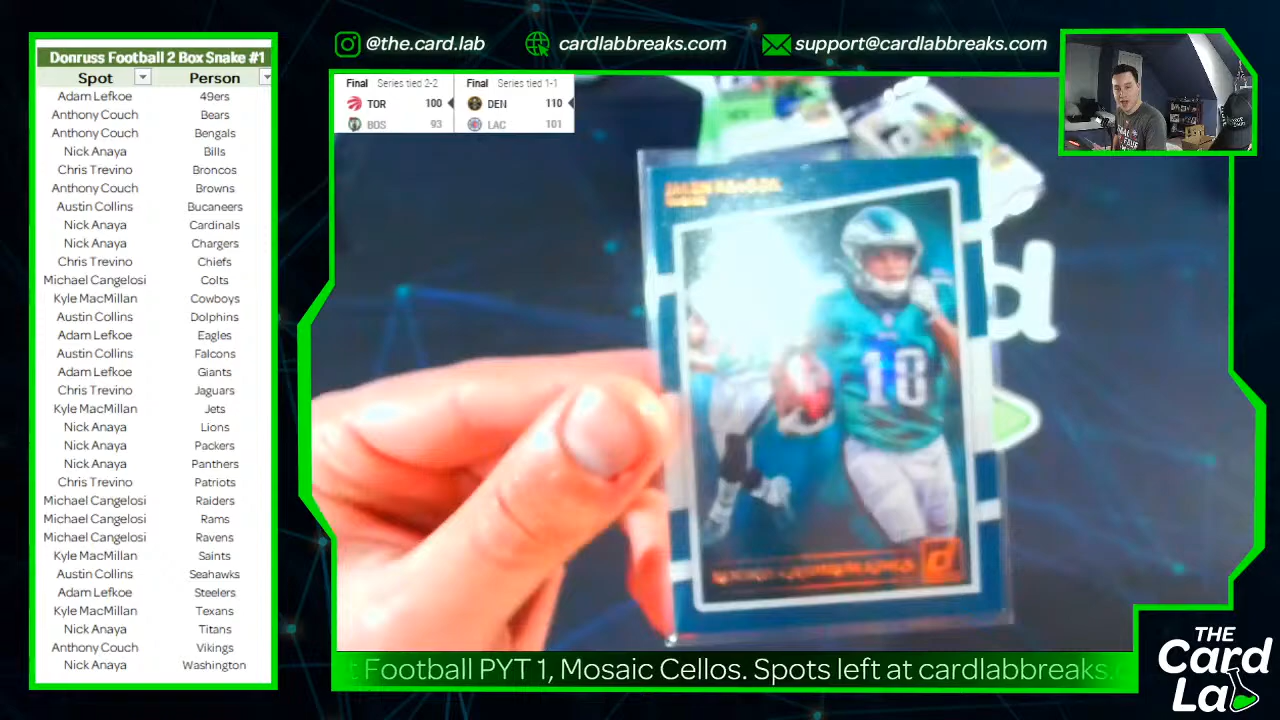 @the.card.lab
cardlabbreaks.com
support@cardlabbreaks.com
Donruss Football 2 Box Snake #1
Spot Person
Adam Lefkoe 49ers
Anthony Couch Bears
Anthony Couch Bengals
Nick Anaya Bills
Chris Trevino Broncos
Anthony Couch Browns
Austin Collins Bucaneers
Nick Anaya Cardinals
Nick Anaya Chargers
Chris Trevino Chiefs
Michael Cangelosi Colts
Kyle MacMillan Cowboys
Austin Collins Dolphins
Adam Lefkoe Eagles
Austin Collins Falcons
Adam Lefkoe Giants
Chris Trevino Jaguars
Kyle MacMillan Jets
Nick Anaya Lions
Nick Anaya Packers
Nick Anaya Panthers
Chris Trevino Patriots
Michael Cangelosi Raiders
Michael Cangelosi Rams
Michael Cangelosi Ravens
Kyle MacMillan Saints
Austin Collins Seahawks
Adam Lefkoe Steelers
Kyle MacMillan Texans
Nick Anaya Titans
Anthony Couch Vikings
Nick Anaya Washington
Final Series tied 2-2
TOR 100
BOS 93
Final Series tied 1-1
DEN 110
LAC 101
18
d
t Football PYT 1, Mosaic Cellos. Spots left at cardlabbreaks.
THE
Card
La